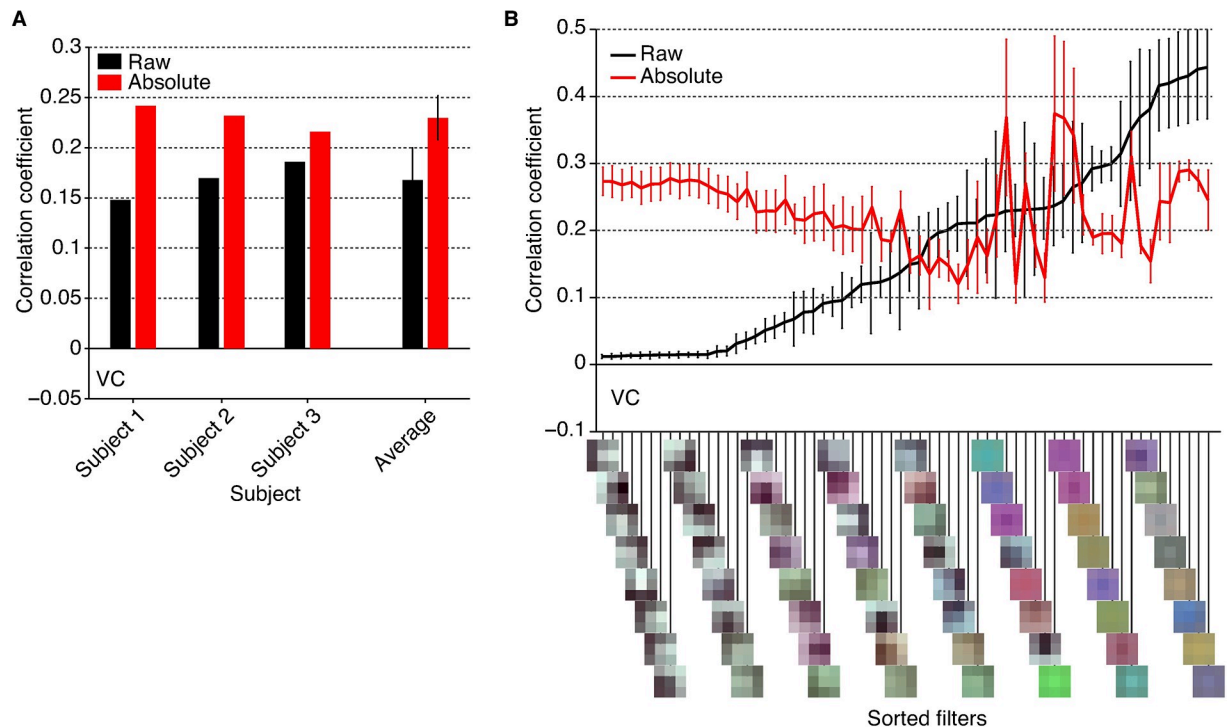 A
Correlation coefficient
0.3
0.25
0.2
0.15
0.1
0.05
0
−0.05
Raw
Absolute
VC
Subject 1
Subject 2
Subject 3
Average
Subject
B
Correlation coefficient
0.5
0.4
0.3
0.2
0.1
0
−0.1
Raw
Absolute
VC
Sorted filters